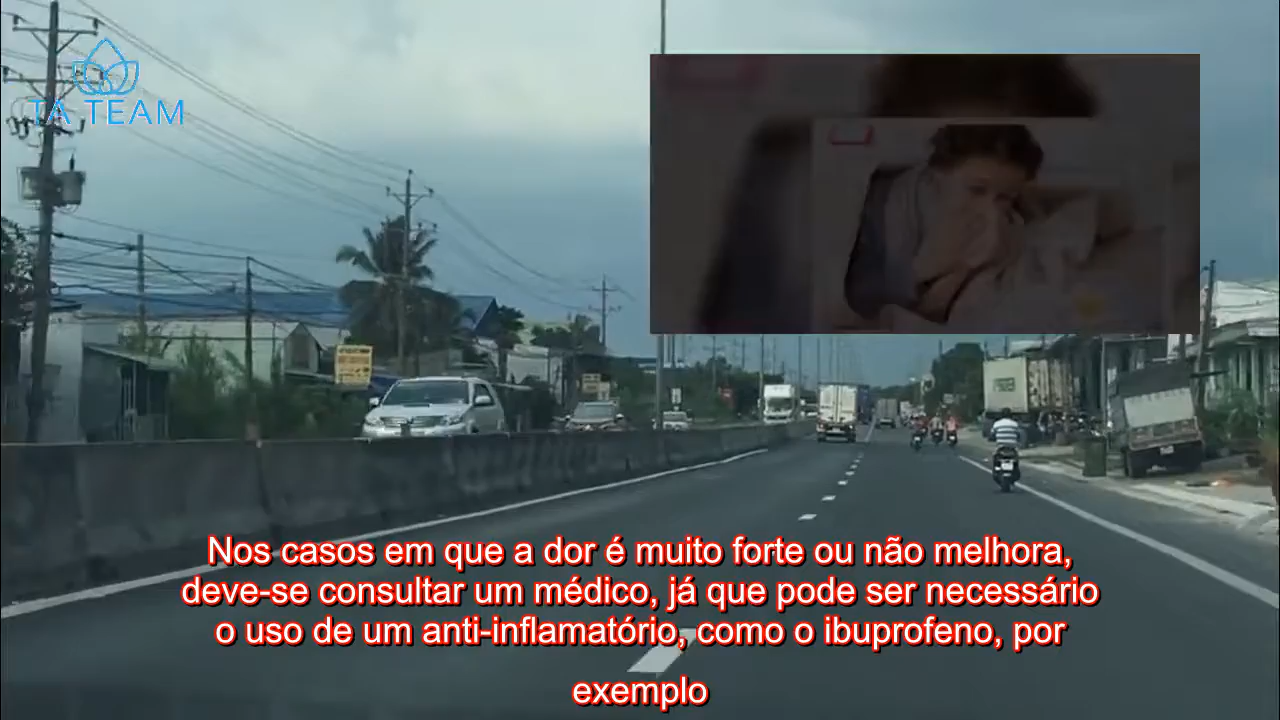 TA TEAM
Nos casos em que a dor é muito forte ou não melhora,
deve-se consultar um médico, já que pode ser necessário
o uso de um anti-inflamatório, como o ibuprofeno, por
exemplo